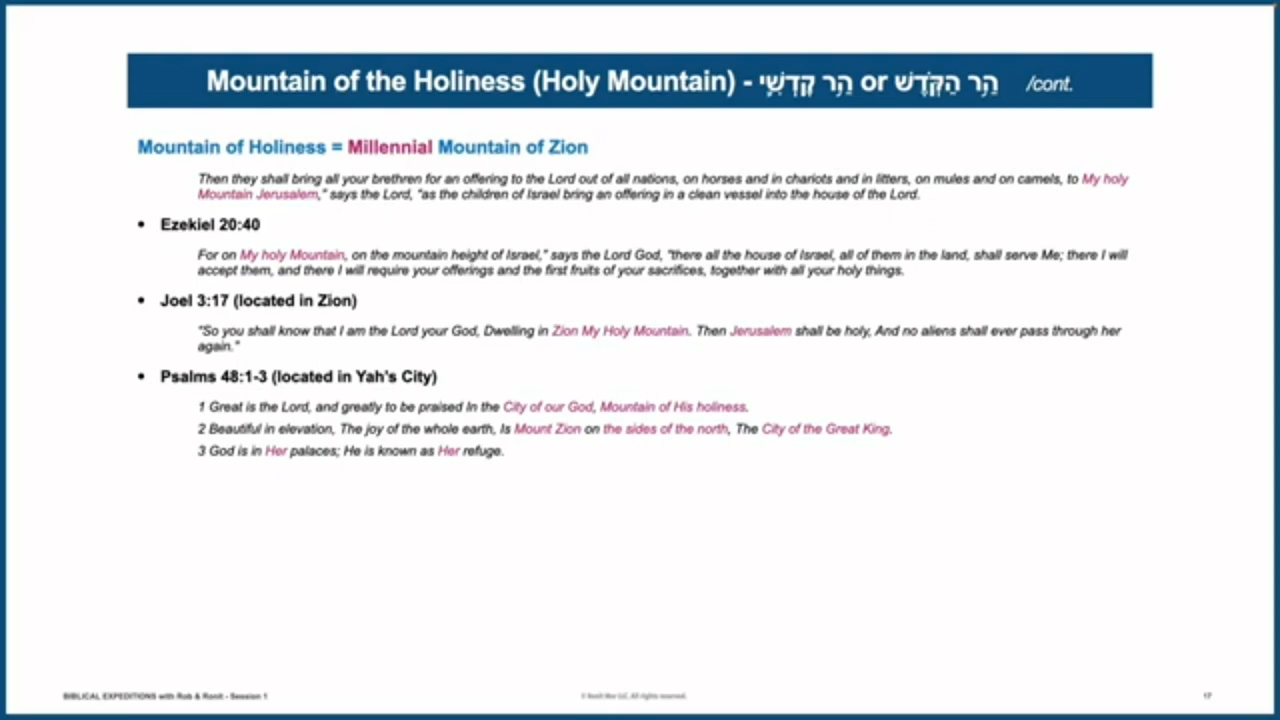 Mountain of the Holiness (Holy Mountain) - הַ֥ר קָדְשִׁ֖י or הַ֥ר הַקֹּ֑דֶשׁ /cont.
Mountain of Holiness = Millennial Mountain of Zion
Then they shall bring all your brethren for an offering to the Lord out of all nations, on horses and in chariots and in litters, on mules and on camels, to My holy
Mountain Jerusalem,” says the Lord, “as the children of Israel bring an offering in a clean vessel into the house of the Lord.
• Ezekiel 20:40
For on My holy Mountain, on the mountain height of Israel,” says the Lord God, “there all the house of Israel, all of them in the land, shall serve Me; there I will
accept them, and there I will require your offerings and the first fruits of your sacrifices, together with all your holy things.
• Joel 3:17 (located in Zion)
“So you shall know that I am the Lord your God, Dwelling in Zion My Holy Mountain. Then Jerusalem shall be holy, And no aliens shall ever pass through her
again.”
• Psalms 48:1-3 (located in Yah’s City)
1 Great is the Lord, and greatly to be praised In the City of our God, Mountain of His holiness.
2 Beautiful in elevation, The joy of the whole earth, Is Mount Zion on the sides of the north, The City of the Great King.
3 God is in Her palaces; He is known as Her refuge.
BIBLICAL EXPEDITIONS with Rob & Ronit - Session 1
© Ronit Mor LLC. All rights reserved.
17